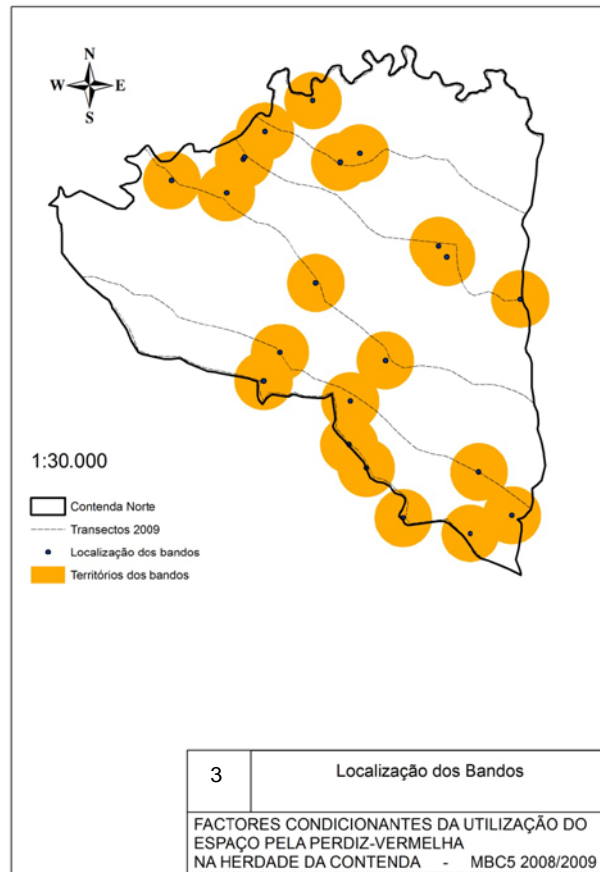 N
W E
S
1:30.000
Contenda Norte
Transectos 2009
Localização dos bandos
Territórios dos bandos
3
Localização dos Bandos
FACTORES CONDICIONANTES DA UTILIZAÇÃO DO
ESPAÇO PELA PERDIZ-VERMELHA
NA HERDADE DA CONTENDA - MBC5 2008/2009